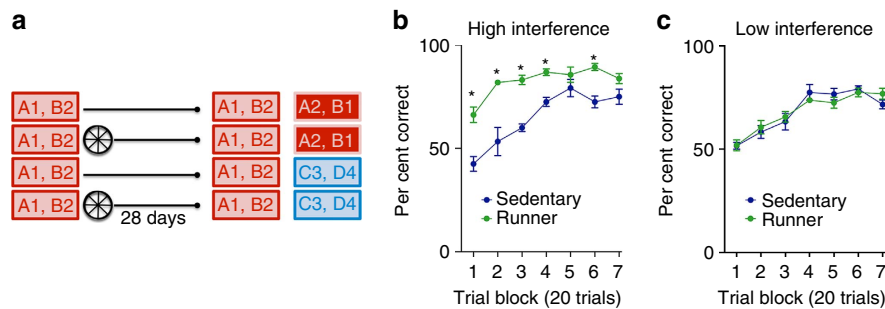 a
A1, B2 A1, B2 A2, B1
A1, B2 A1, B2 A2, B1
A1, B2 A1, B2 C3, D4
A1, B2 A1, B2 C3, D4
28 days
b
High interference
Per cent correct
100
50
0
*
*
*
*
*
Sedentary
Runner
1 2 3 4 5 6 7
Trial block (20 trials)
c
Low interference
Per cent correct
100
50
0
Sedentary
Runner
1 2 3 4 5 6 7
Trial block (20 trials)